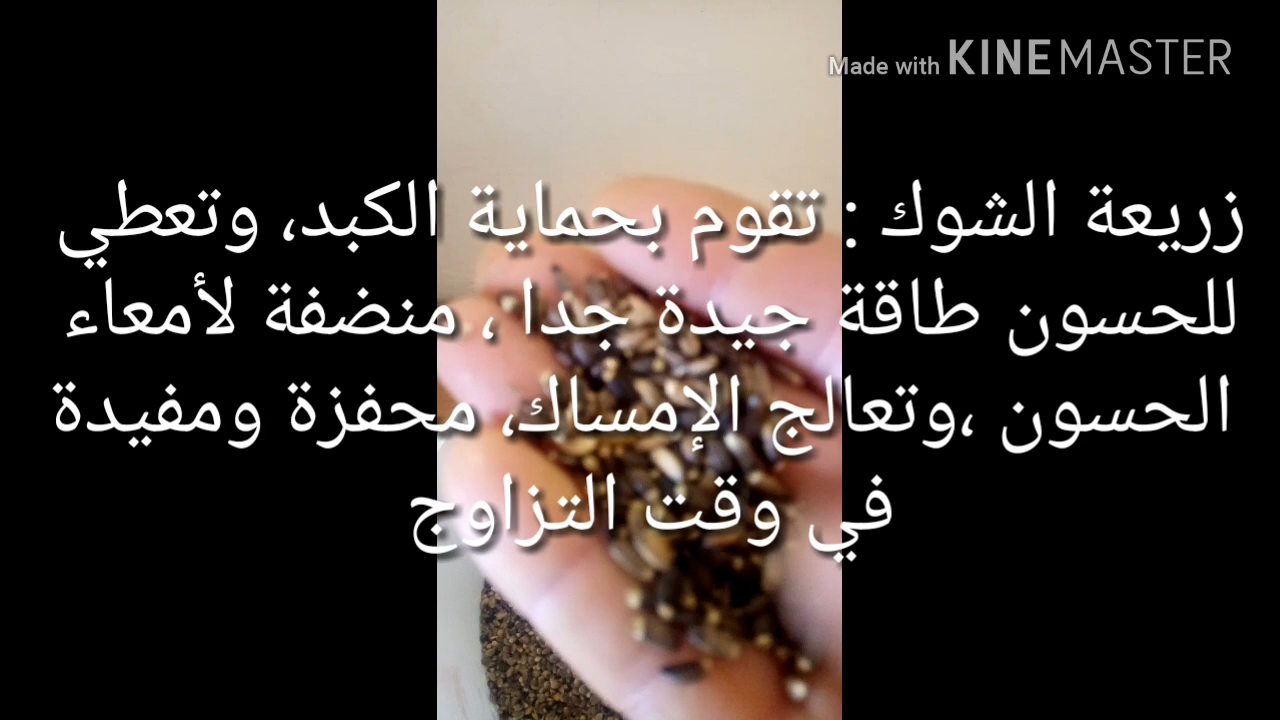 Made with KINEMASTER
زريعة الشوك : تقوم بحماية الكبد، وتعطي
للحسون طاقة جيدة جدا ، منضفة لأمعاء
الحسون ،وتعالج الإمساك، محفزة ومفيدة
في وقت التزاوج